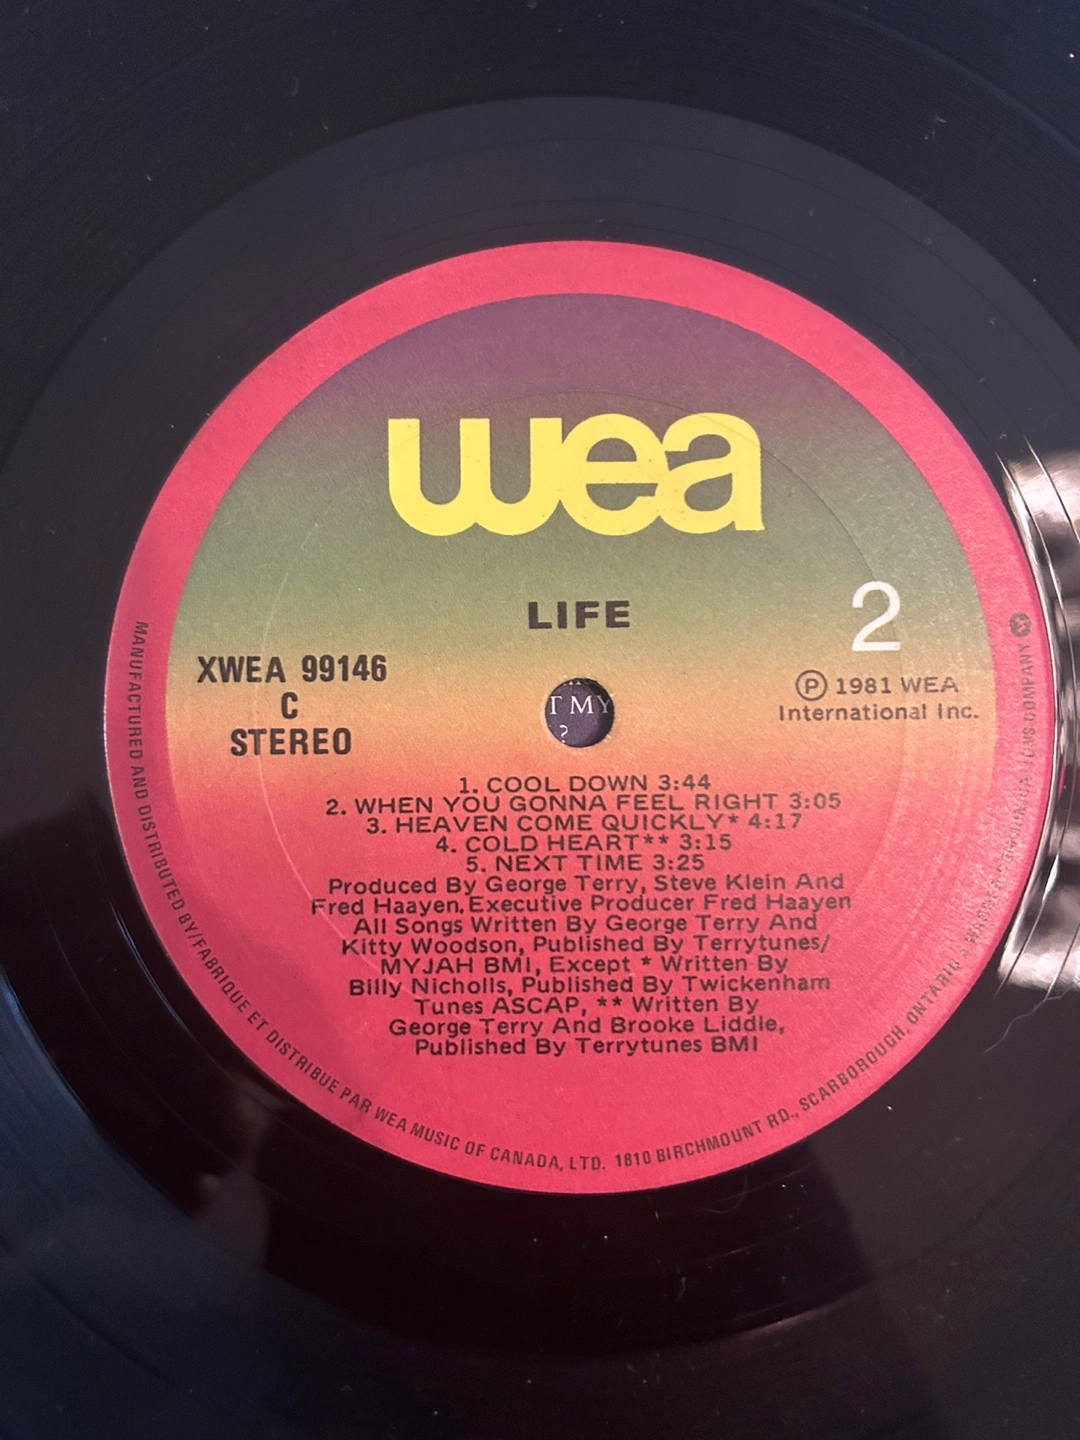 wea
LIFE
2
XWEA 99146
C
STEREO
Ⓟ 1981 WEA
International Inc.
T MY
?
1. COOL DOWN 3:44
2. WHEN YOU GONNA FEEL RIGHT 3:05
3. HEAVEN COME QUICKLY* 4:17
4. COLD HEART** 3:15
5. NEXT TIME 3:25
Produced By George Terry, Steve Klein And
Fred Haayen. Executive Producer Fred Haayen
All Songs Written By George Terry And
Kitty Woodson, Published By Terrytunes/
MYJAH BMI, Except * Written By
Billy Nicholls, Published By Twickenham
Tunes ASCAP, ** Written By
George Terry And Brooke Liddle,
Published By Terrytunes BMI
MANUFACTURED AND DISTRIBUTED BY/FABRIQUE ET DISTRIBUE PAR WEA MUSIC OF CANADA, LTD. 1810 BIRCHMOUNT RD., SCARBOROUGH, ONTARIO COMPANY